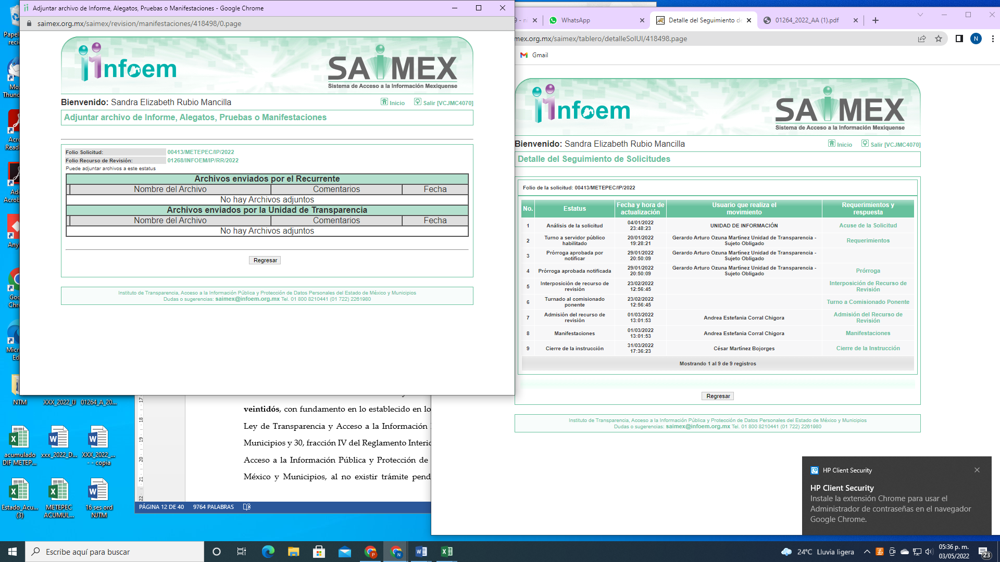 Adjuntar archivo de Informe, Alegatos, Pruebas o Manifestaciones - Google Chrome
saimex.org.mx/saimex/revision/manifestaciones/418498/0.page
infoem
SAIMEX
Sistema de Acceso a la Información Mexiquense
Bienvenido: Sandra Elizabeth Rubio Mancilla
Inicio
Salir [VCJMC4070]
Adjuntar archivo de Informe, Alegatos, Pruebas o Manifestaciones
Folio Solicitud: 00413/METEPEC/IP/2022
Folio Recurso de Revisión: 01268/INFOEM/IP/RR/2022
Puede adjuntar archivos a este estatus
Archivos enviados por el Recurrente
Nombre del Archivo Comentarios Fecha
No hay Archivos adjuntos
Archivos enviados por la Unidad de Transparencia
Nombre del Archivo Comentarios Fecha
No hay Archivos adjuntos
Regresar
Instituto de Transparencia, Acceso a la Información Pública y Protección de Datos Personales del Estado de México y Municipios
Dudas o sugerencias: saimex@infoem.org.mx Tel. 01 800 8210441 (01 722) 2261980
WhatsApp
Detalle del Seguimiento de
01264_2022_AA (1).pdf
mex.org.mx/saimex/tablero/detalleSolUI/418498.page
N
Gmail
infoem
SAIMEX
Sistema de Acceso a la Información Mexiquense
Bienvenido: Sandra Elizabeth Rubio Mancilla
Inicio
Salir [VCJMC4070]
Detalle del Seguimiento de Solicitudes
Folio de la solicitud: 00413/METEPEC/IP/2022
No. Estatus Fecha y hora de actualización Usuario que realiza el movimiento Requerimientos y respuesta
1 Análisis de la solicitud 04/01/2022 23:48:23 UNIDAD DE INFORMACIÓN Acuse de la Solicitud
2 Turno a servidor público habilitado 20/01/2022 19:28:21 Gerardo Arturo Ozuna Martínez Unidad de Transparencia - Sujeto Obligado Requerimientos
3 Prórroga aprobada por notificar 29/01/2022 20:50:09 Gerardo Arturo Ozuna Martínez Unidad de Transparencia - Sujeto Obligado
4 Prórroga aprobada notificada 29/01/2022 20:50:09 Gerardo Arturo Ozuna Martínez Unidad de Transparencia - Sujeto Obligado Prórroga
5 Interposición de recurso de revisión 23/02/2022 12:56:45 Interposición de Recurso de Revisión
6 Turnado al comisionado ponente 23/02/2022 12:56:45 Turno a Comisionado Ponente
7 Admisión del recurso de revisión 01/03/2022 13:01:53 Andrea Estefania Corral Chigora Admisión del Recurso de Revisión
8 Manifestaciones 01/03/2022 13:01:53 Andrea Estefania Corral Chigora Manifestaciones
9 Cierre de la instrucción 31/03/2022 17:36:23 César Martínez Bojorges Cierre de la Instrucción
Mostrando 1 al 9 de 9 registros
Regresar
Instituto de Transparencia, Acceso a la Información Pública y Protección de Datos Personales del Estado de México y Municipios
Dudas o sugerencias: saimex@infoem.org.mx Tel. 01 800 8210441 (01 722) 2261980
veintidós, con fundamento en lo establecido en lo
Ley de Transparencia y Acceso a la Información
Municipios y 30, fracción IV del Reglamento Interio
Acceso a la Información Pública y Protección de
México y Municipios, al no existir trámite pend
PÁGINA 12 DE 40 9764 PALABRAS
17
18
19
20
21
22
Papel
reci
Mo
Thun
Acr
Read
Ad
Acrob
Any
Goo
Chr
Micr
Ed
NTM
XXX_2022_IJ
01264_A_20...
acumulado DIF METEP...
xxx_2022_D...
XXX_2022_... - - copia
Estado_Acu... (3)
METEPEC ACUMUL...
16 ses ord NJTM
HP Client Security
HP Client Security
Instale la extensión Chrome para usar el
Administrador de contraseñas en el navegador
Google Chrome.
Escribe aquí para buscar
24°C Lluvia ligera
05:36 p. m.
03/05/2022
23